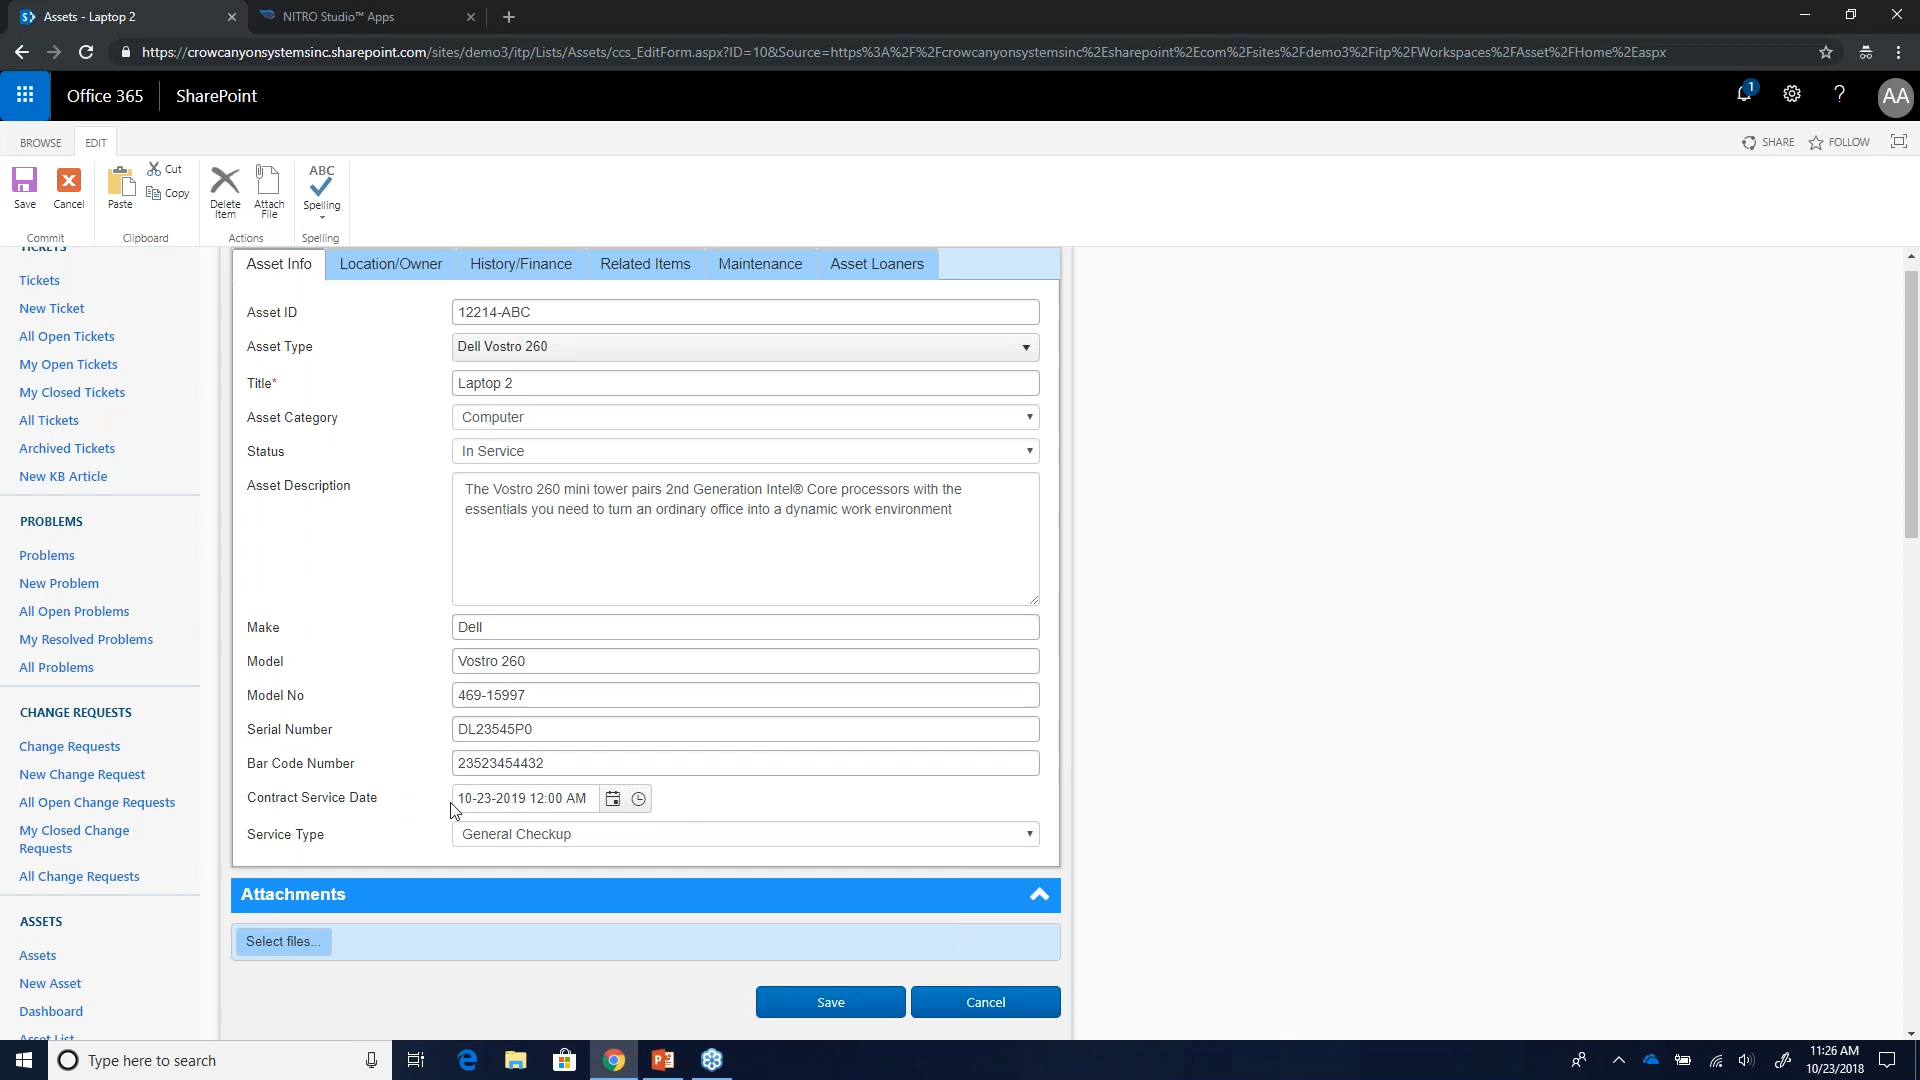 Assets - Laptop 2
NITRO Studio™ Apps
https://crowcanyonsystemsinc.sharepoint.com/sites/demo3/itp/Lists/Assets/ccs_EditForm.aspx?ID=10&Source=https%3A%2F%2Fcrowcanyonsystemsinc%2Esharepoint%2Ecom%2Fsites%2Fdemo3%2Fitp%2FWorkspaces%2FAsset%2FHome%2Easpx
Office 365
SharePoint
1
?
AA
BROWSE
EDIT
SHARE
FOLLOW
Save
Cancel
Paste
Cut
Copy
Delete
Item
Attach
File
ABC
Spelling
Commit
Clipboard
Actions
Spelling
TICKETS
Tickets
New Ticket
All Open Tickets
My Open Tickets
My Closed Tickets
All Tickets
Archived Tickets
New KB Article
PROBLEMS
Problems
New Problem
All Open Problems
My Resolved Problems
All Problems
CHANGE REQUESTS
Change Requests
New Change Request
All Open Change Requests
My Closed Change
Requests
All Change Requests
ASSETS
Assets
New Asset
Dashboard
Asset List
Asset Info
Location/Owner
History/Finance
Related Items
Maintenance
Asset Loaners
Asset ID
12214-ABC
Asset Type
Dell Vostro 260
Title*
Laptop 2
Asset Category
Computer
Status
In Service
Asset Description
The Vostro 260 mini tower pairs 2nd Generation Intel® Core processors with the
essentials you need to turn an ordinary office into a dynamic work environment
Make
Dell
Model
Vostro 260
Model No
469-15997
Serial Number
DL23545P0
Bar Code Number
23523454432
Contract Service Date
10-23-2019 12:00 AM
Service Type
General Checkup
Attachments
Select files...
Save
Cancel
Type here to search
11:26 AM
10/23/2018